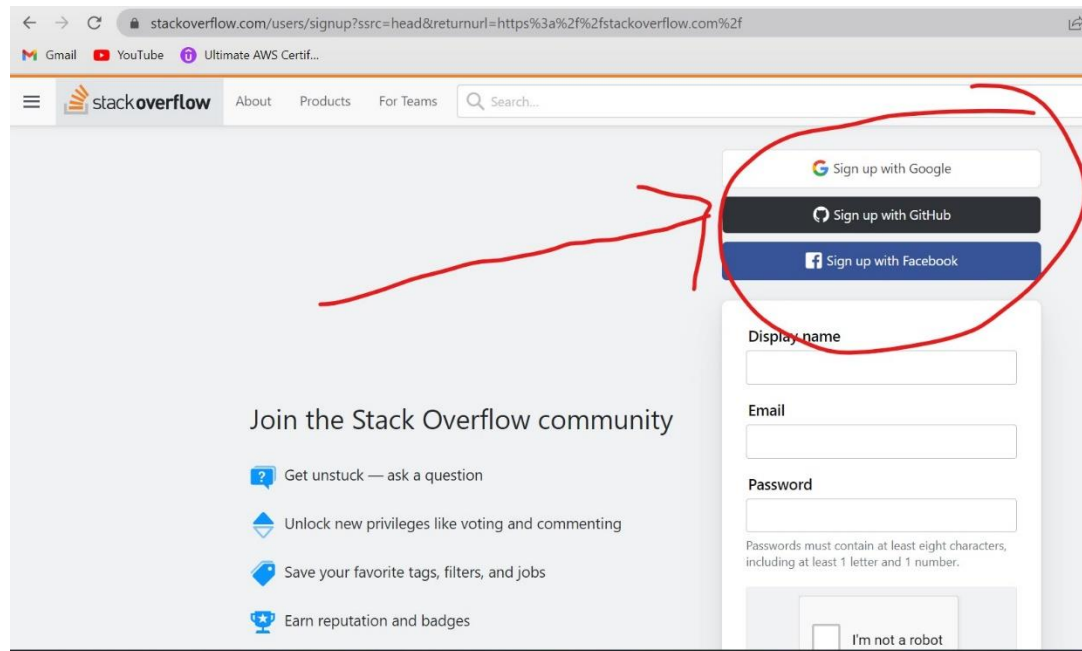 stackoverflow.com/users/signup?ssrc=head&returnurl=https%3a%2f%2fstackoverflow.com%2f
Gmail YouTube Ultimate AWS Certif...
stackoverflow About Products For Teams Search...
Sign up with Google
Sign up with GitHub
Sign up with Facebook
Display name
Email
Password
Passwords must contain at least eight characters,
including at least 1 letter and 1 number.
I'm not a robot
Join the Stack Overflow community
Get unstuck — ask a question
Unlock new privileges like voting and commenting
Save your favorite tags, filters, and jobs
Earn reputation and badges